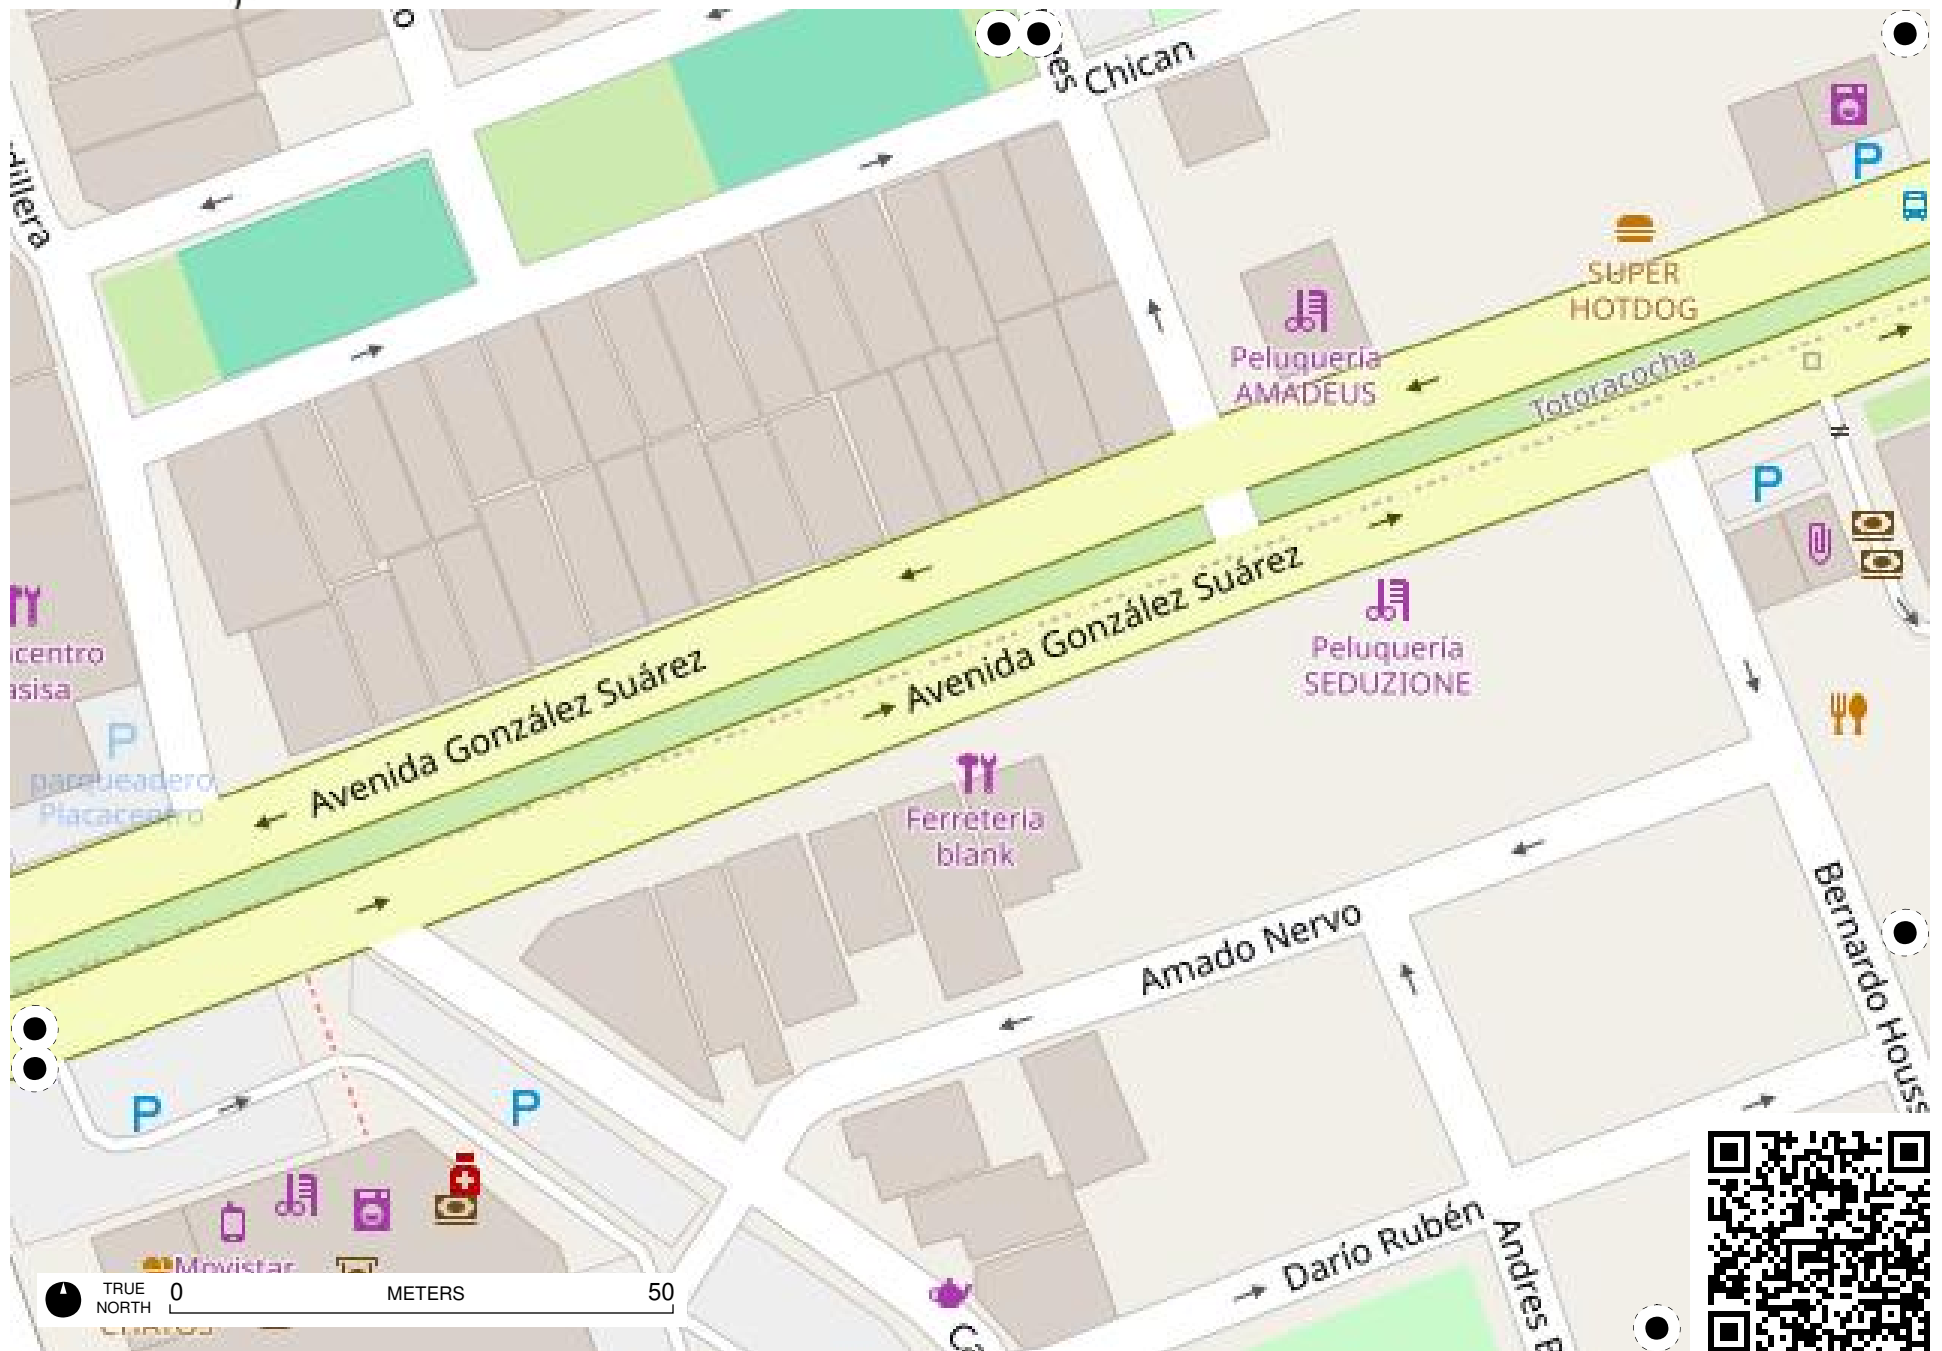 Chican
SUPER
HOTDOG
Peluquería
AMADEUS
Totoracocha
P
P
Avenida González Suárez
Avenida González Suárez
Peluquería
SEDUZIONE
P
parqueadero
Placacentro
Ferretería
blank
Amado Nervo
Bernardo Houss
P
P
Movistar
Darío Rubén
Andres B
TRUE
NORTH
0 METERS 50